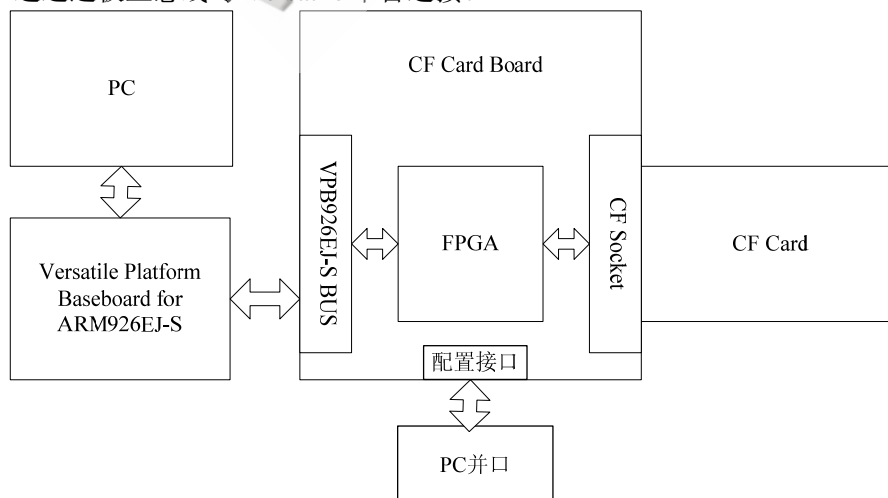 PC
CF Card Board
VPB926EJ-S BUS
FPGA
CF Socket
CF Card
Versatile Platform
Baseboard for
ARM926EJ-S
配置接口
PC并口